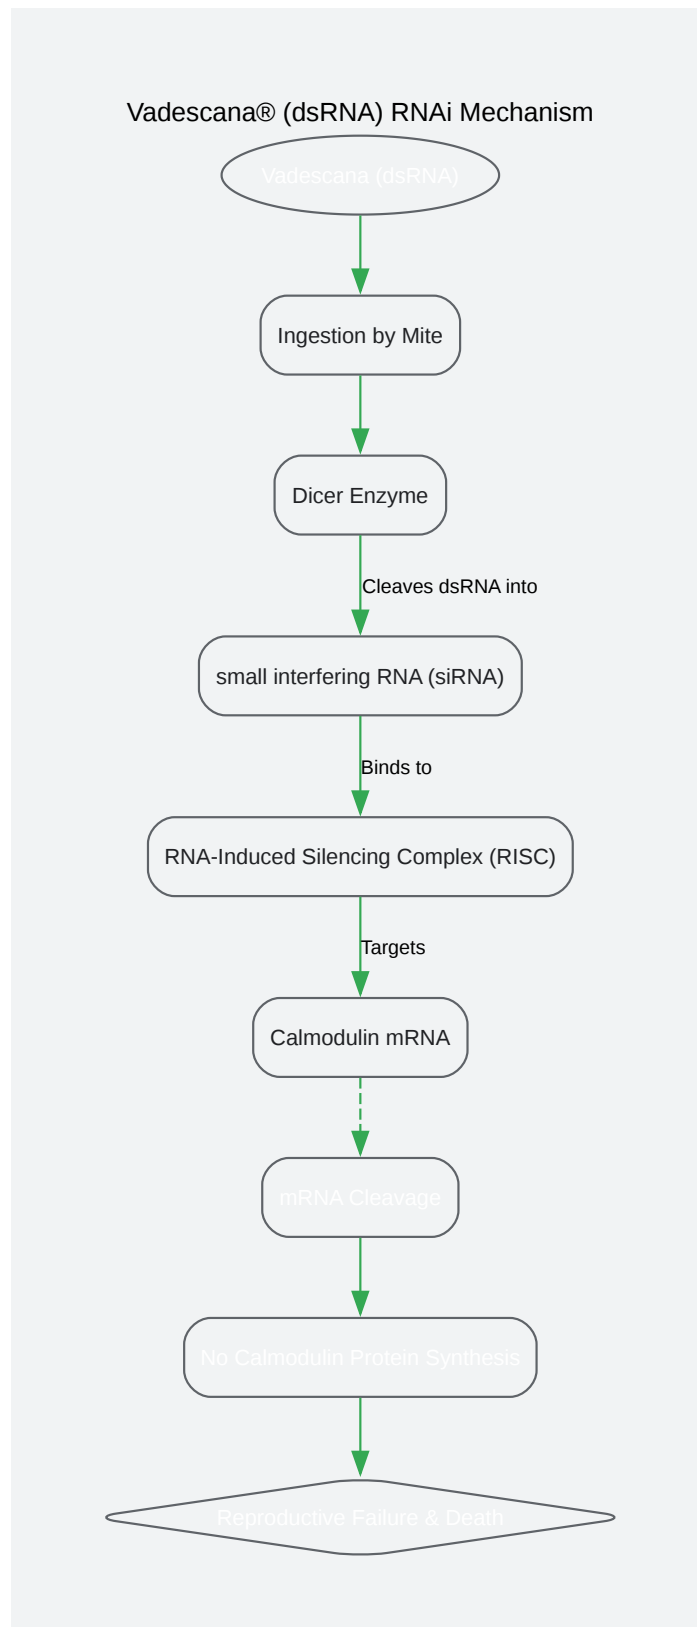 Vadescana® (dsRNA) RNAi Mechanism
Vadescana (dsRNA)
Ingestion by Mite
Dicer Enzyme
Cleaves dsRNA into
small interfering RNA (siRNA)
Binds to
RNA-Induced Silencing Complex (RISC)
Targets
Calmodulin mRNA
mRNA Cleavage
No Calmodulin Protein Synthesis
Reproductive Failure & Death